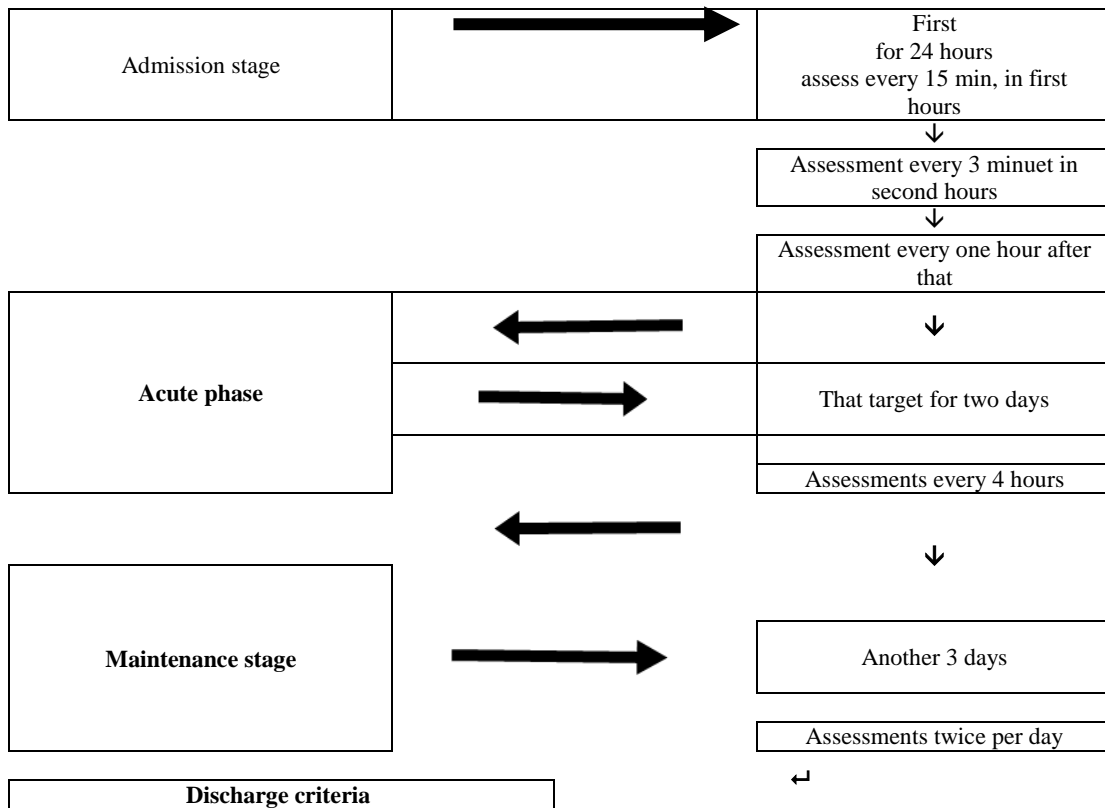 Admission stage
First
for 24 hours
assess every 15 min, in first
hours
Assessment every 3 minuet in
second hours
Assessment every one hour after
that
Acute phase
That target for two days
Assessments every 4 hours
Maintenance stage
Another 3 days
Assessments twice per day
Discharge criteria